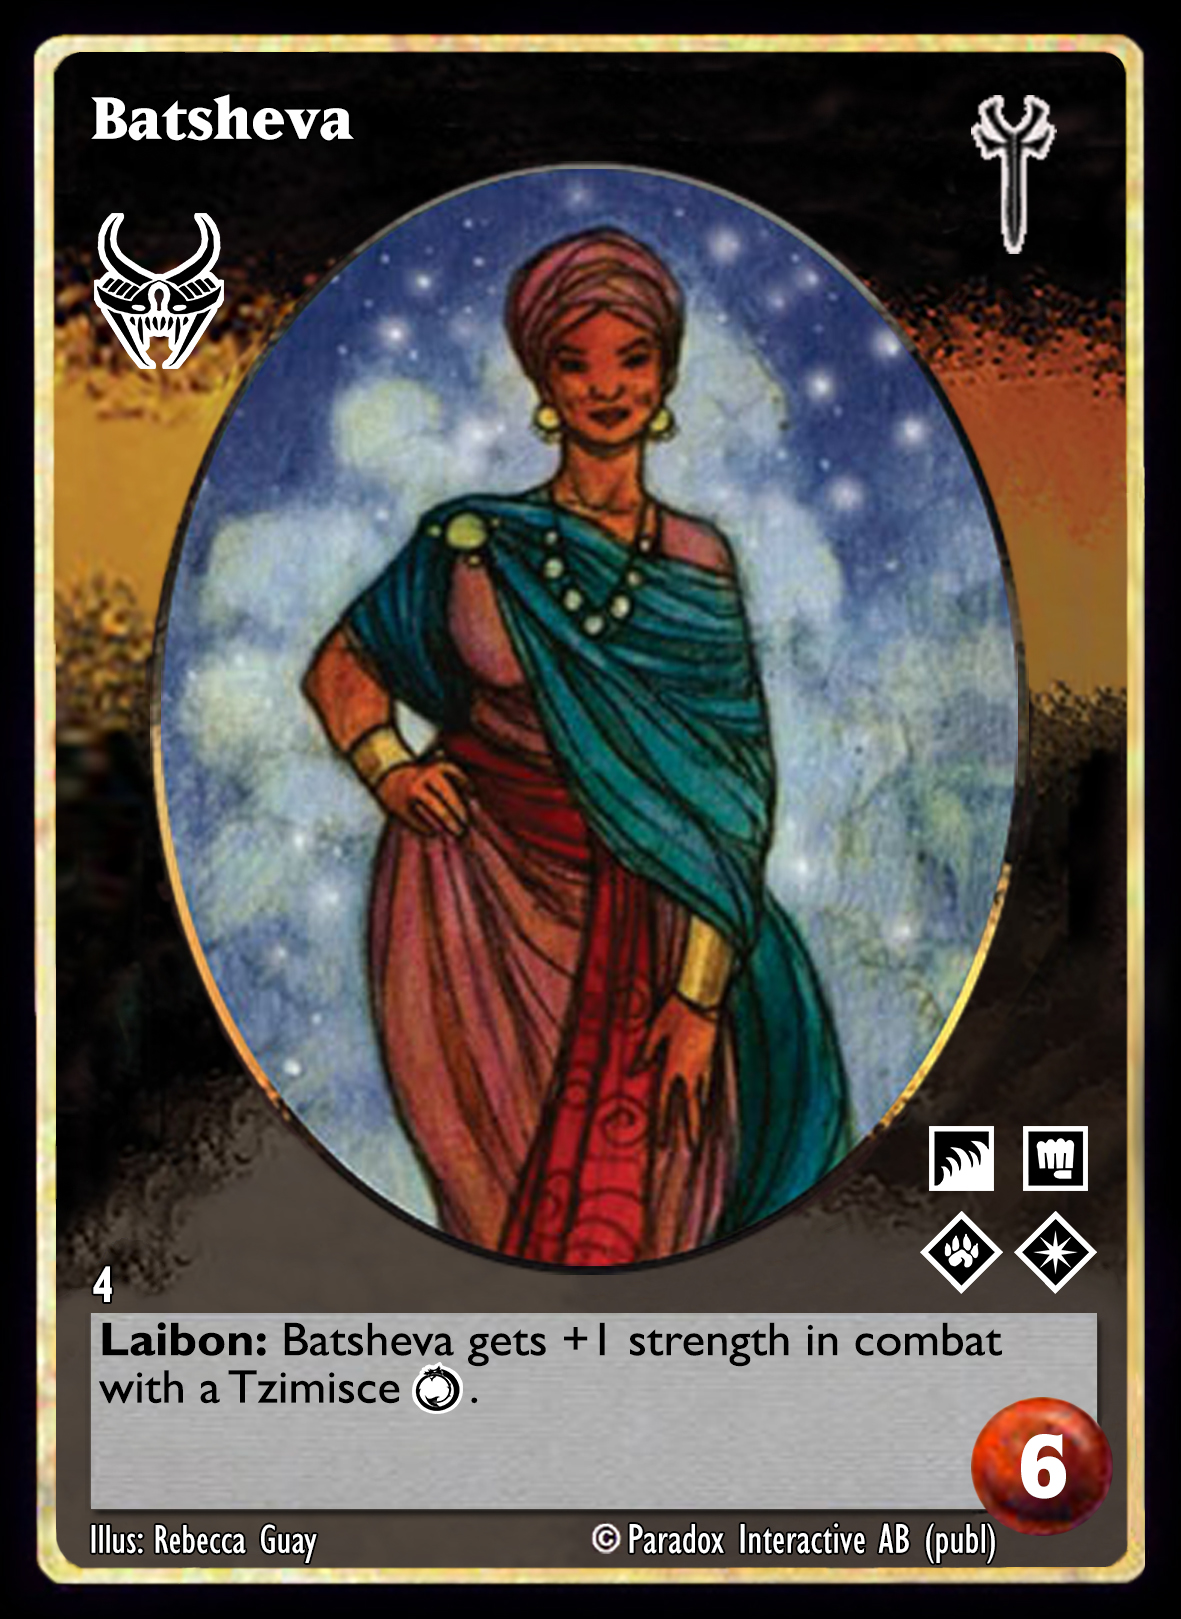 Batsheva
4
Laibon: Batsheva gets +1 strength in combat
with a Tzimisce .
6
Illus: Rebecca Guay
© Paradox Interactive AB (publ)